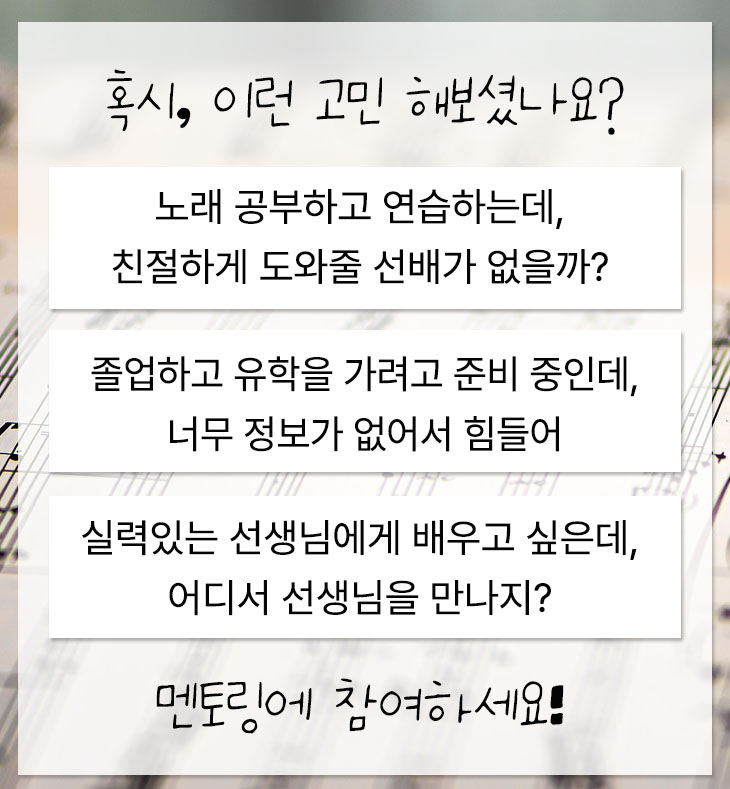 혹시, 이런 고민 해보셨나요?
노래 공부하고 연습하는데,
친절하게 도와줄 선배가 없을까?
졸업하고 유학을 가려고 준비 중인데,
너무 정보가 없어서 힘들어
실력있는 선생님에게 배우고 싶은데,
어디서 선생님을 만나지?
멘토링에 참여하세요!